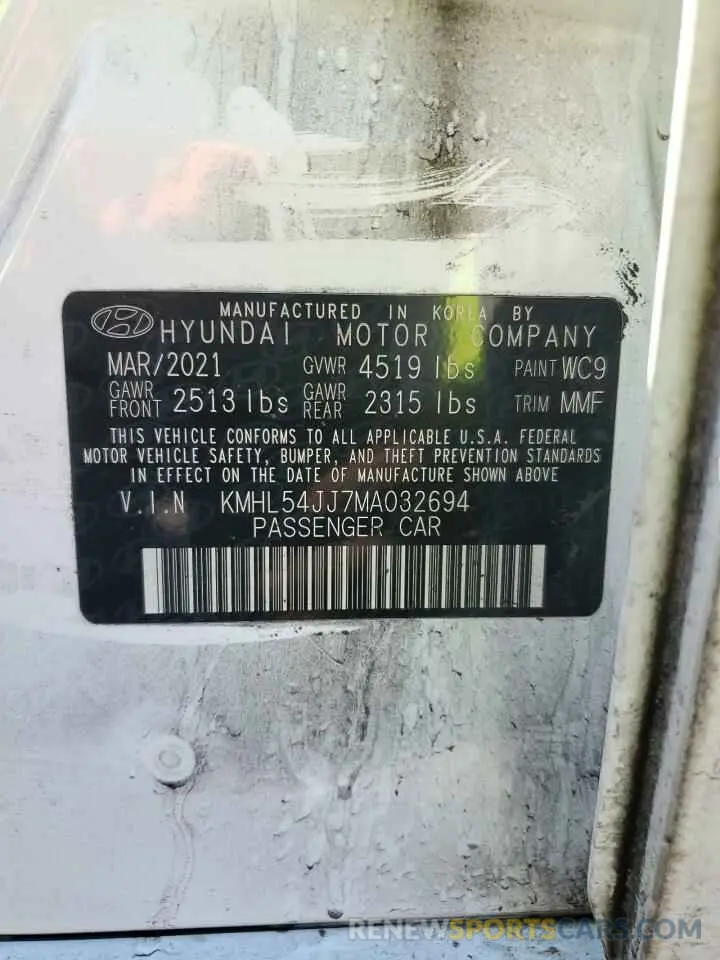 MANUFACTURED IN KOREA BY
HYUNDAI MOTOR COMPANY
MAR/2021 GVWR 4519 lbs PAINT WC9
GAWR FRONT 2513 lbs GAWR REAR 2315 lbs TRIM MMF
THIS VEHICLE CONFORMS TO ALL APPLICABLE U.S.A. FEDERAL
MOTOR VEHICLE SAFETY, BUMPER, AND THEFT PREVENTION STANDARDS
IN EFFECT ON THE DATE OF MANUFACTURE SHOWN ABOVE
V.I.N KMHL54JJ7MA032694
PASSENGER CAR
RENEWSPORTSCARS.COM